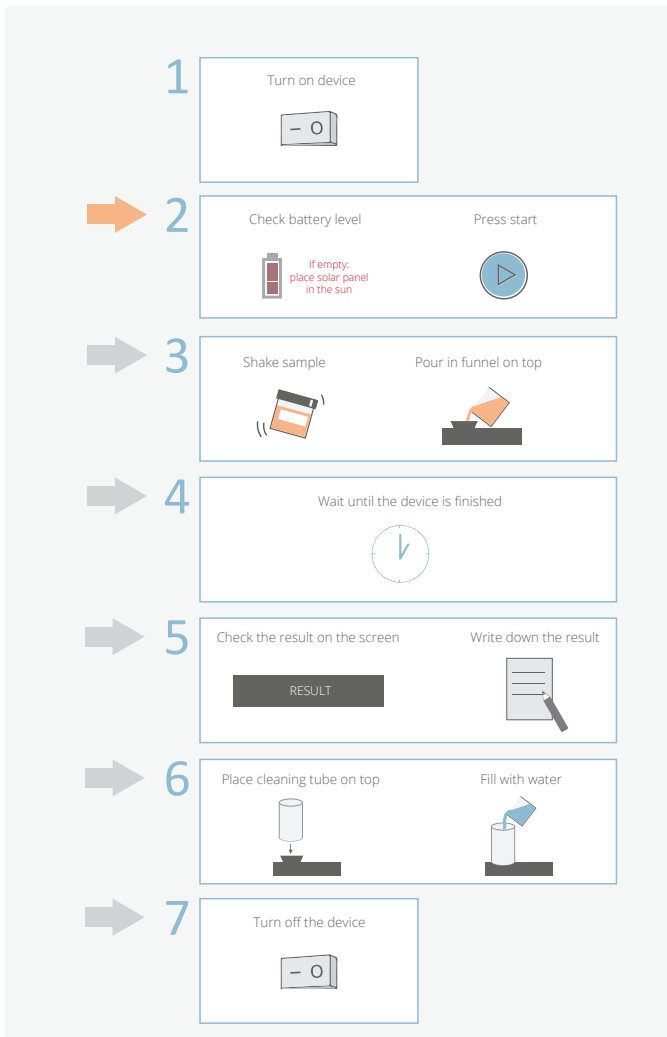 1
Turn on device
– O
2
Check battery level
If empty:
place solar panel
in the sun
Press start
3
Shake sample
Pour in funnel on top
4
Wait until the device is finished
5
Check the result on the screen
RESULT
Write down the result
6
Place cleaning tube on top
Fill with water
7
Turn off the device
– O